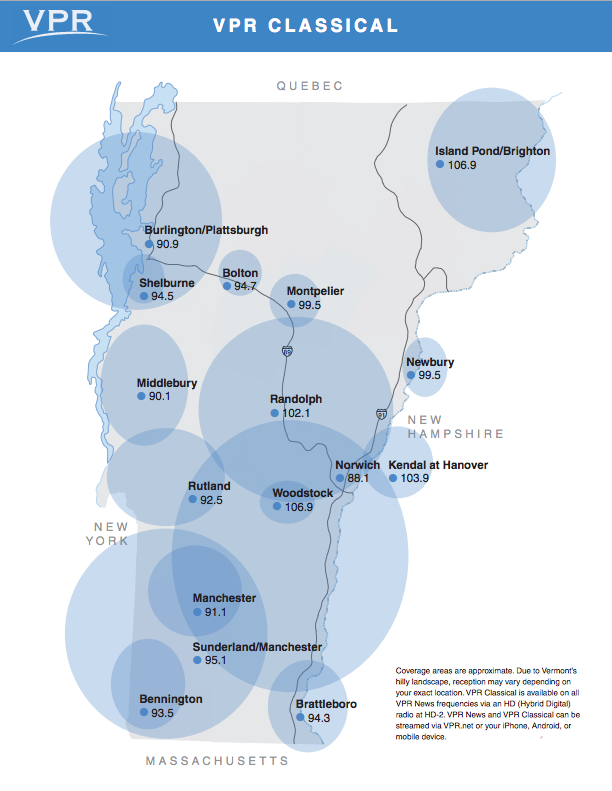 VPR
VPR CLASSICAL
QUEBEC
Island Pond/Brighton
106.9
Burlington/Plattsburgh
90.9
Bolton
94.7
Shelburne
94.5
Montpelier
99.5
89
Newbury
99.5
Middlebury
90.1
Randolph
102.1
91
NEW
HAMPSHIRE
Norwich
88.1
Kendal at Hanover
103.9
Rutland
92.5
Woodstock
106.9
NEW
YORK
Manchester
91.1
Sunderland/Manchester
95.1
Bennington
93.5
Brattleboro
94.3
Coverage areas are approximate. Due to Vermont's
hilly landscape, reception may vary depending on
your exact location. VPR Classical is available on all
VPR News frequencies via an HD (Hybrid Digital)
radio at HD-2. VPR News and VPR Classical can be
streamed via VPR.net or your iPhone, Android, or
mobile device.
MASSACHUSETTS